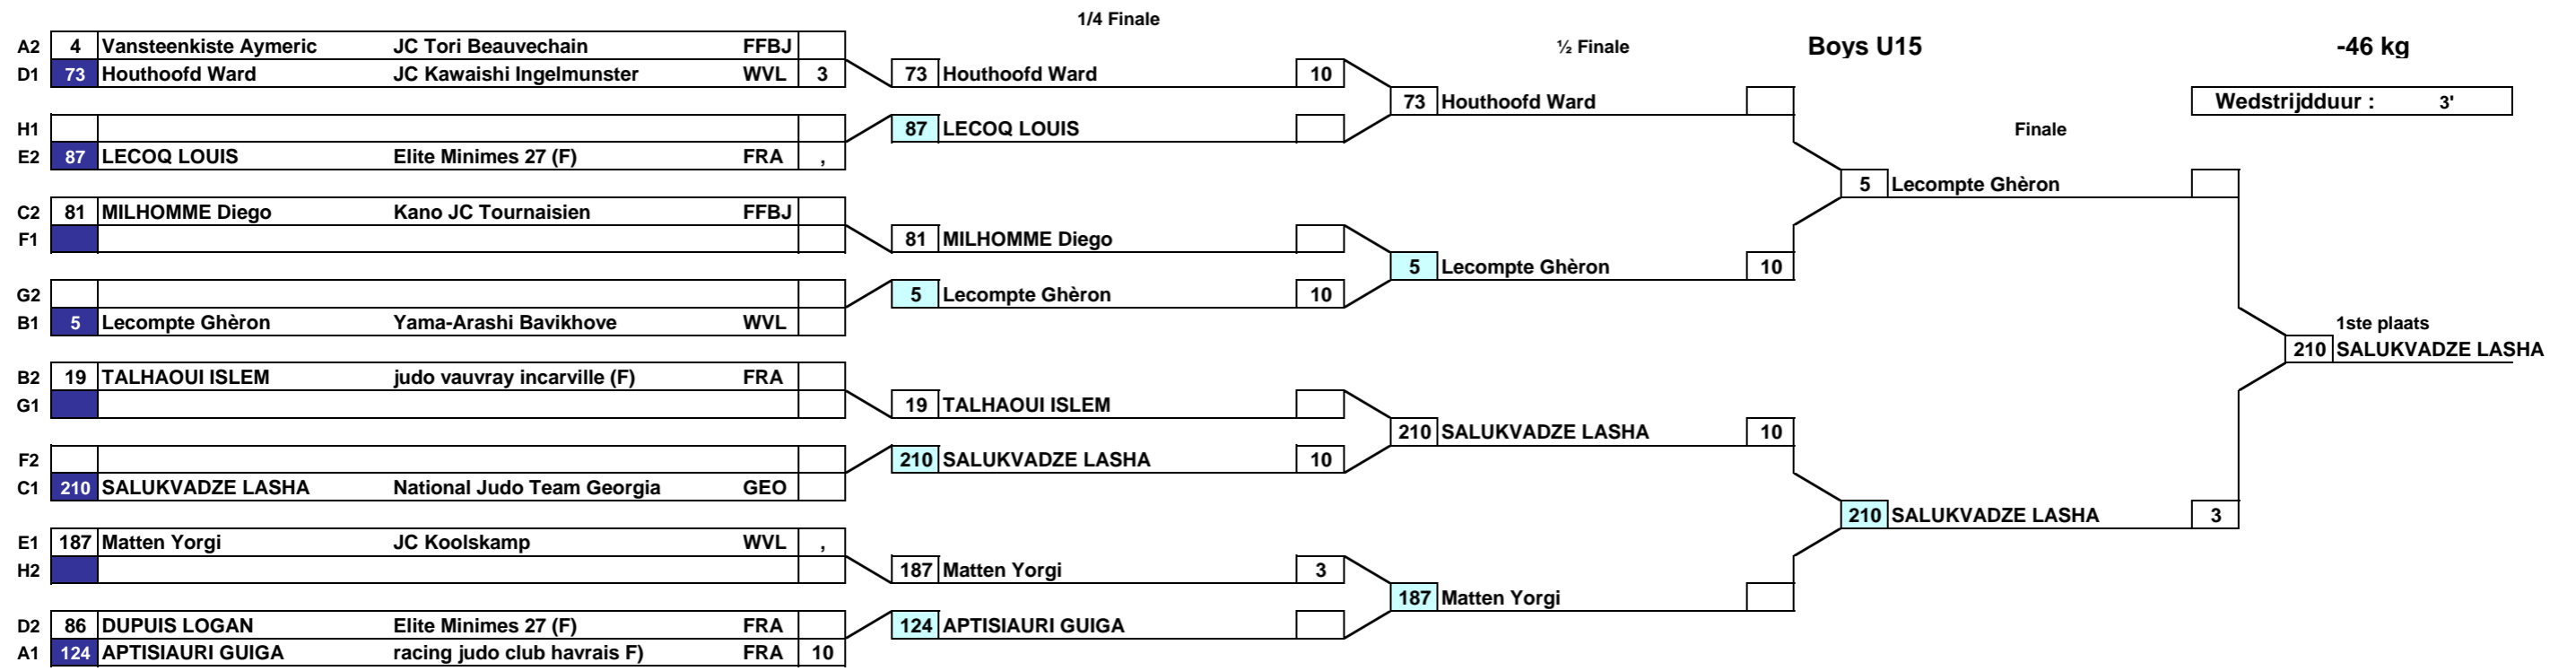 1/4 Finale
½ Finale
Boys U15
-46 kg
Wedstrijdduur : 3'
Finale
A2 4 Vansteenkiste Aymeric JC Tori Beauvechain FFBJ
D1 73 Houthoofd Ward JC Kawaishi Ingelmunster WVL 3
H1
E2 87 LECOQ LOUIS Elite Minimes 27 (F) FRA ,
C2 81 MILHOMME Diego Kano JC Tournaisien FFBJ
F1
G2
B1 5 Lecompte Ghèron Yama-Arashi Bavikhove WVL
B2 19 TALHAOUI ISLEM judo vauvray incarville (F) FRA
G1
F2
C1 210 SALUKVADZE LASHA National Judo Team Georgia GEO
E1 187 Matten Yorgi JC Koolskamp WVL ,
H2
D2 86 DUPUIS LOGAN Elite Minimes 27 (F) FRA
A1 124 APTISIAURI GUIGA racing judo club havrais F) FRA 10
73 Houthoofd Ward 10
87 LECOQ LOUIS
81 MILHOMME Diego
5 Lecompte Ghèron 10
19 TALHAOUI ISLEM
210 SALUKVADZE LASHA 10
187 Matten Yorgi 3
124 APTISIAURI GUIGA
73 Houthoofd Ward
5 Lecompte Ghèron 10
210 SALUKVADZE LASHA 10
187 Matten Yorgi
5 Lecompte Ghèron
210 SALUKVADZE LASHA 3
1ste plaats
210 SALUKVADZE LASHA